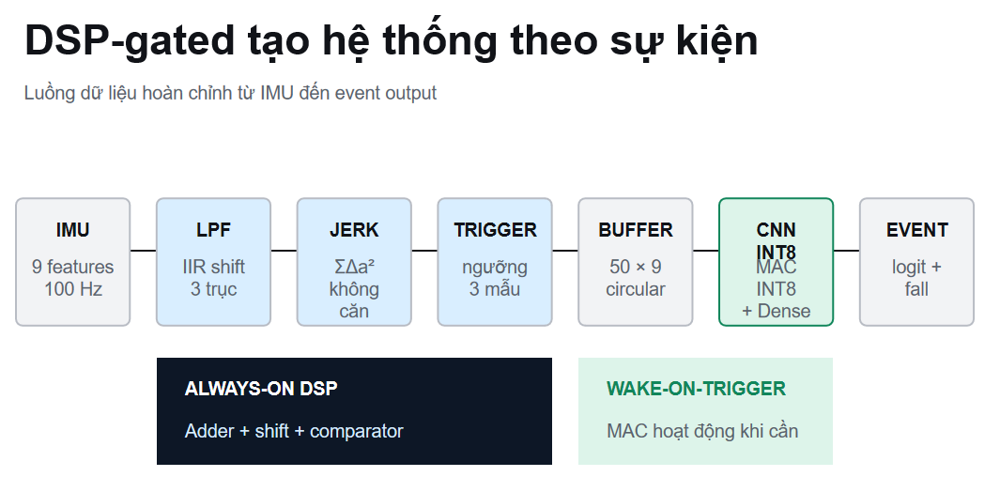 DSP-gated tạo hệ thống theo sự kiện
Luồng dữ liệu hoàn chỉnh từ IMU đến event output
IMU
9 features
100 Hz
LPF
IIR shift
3 trục
JERK
ΣΔa²
không
căn
TRIGGER
ngưỡng
3 mẫu
BUFFER
50 × 9
circular
CNN
INT8
MAC
INT8
+ Dense
EVENT
logit +
fall
ALWAYS-ON DSP
Adder + shift + comparator
WAKE-ON-TRIGGER
MAC hoạt động khi cần